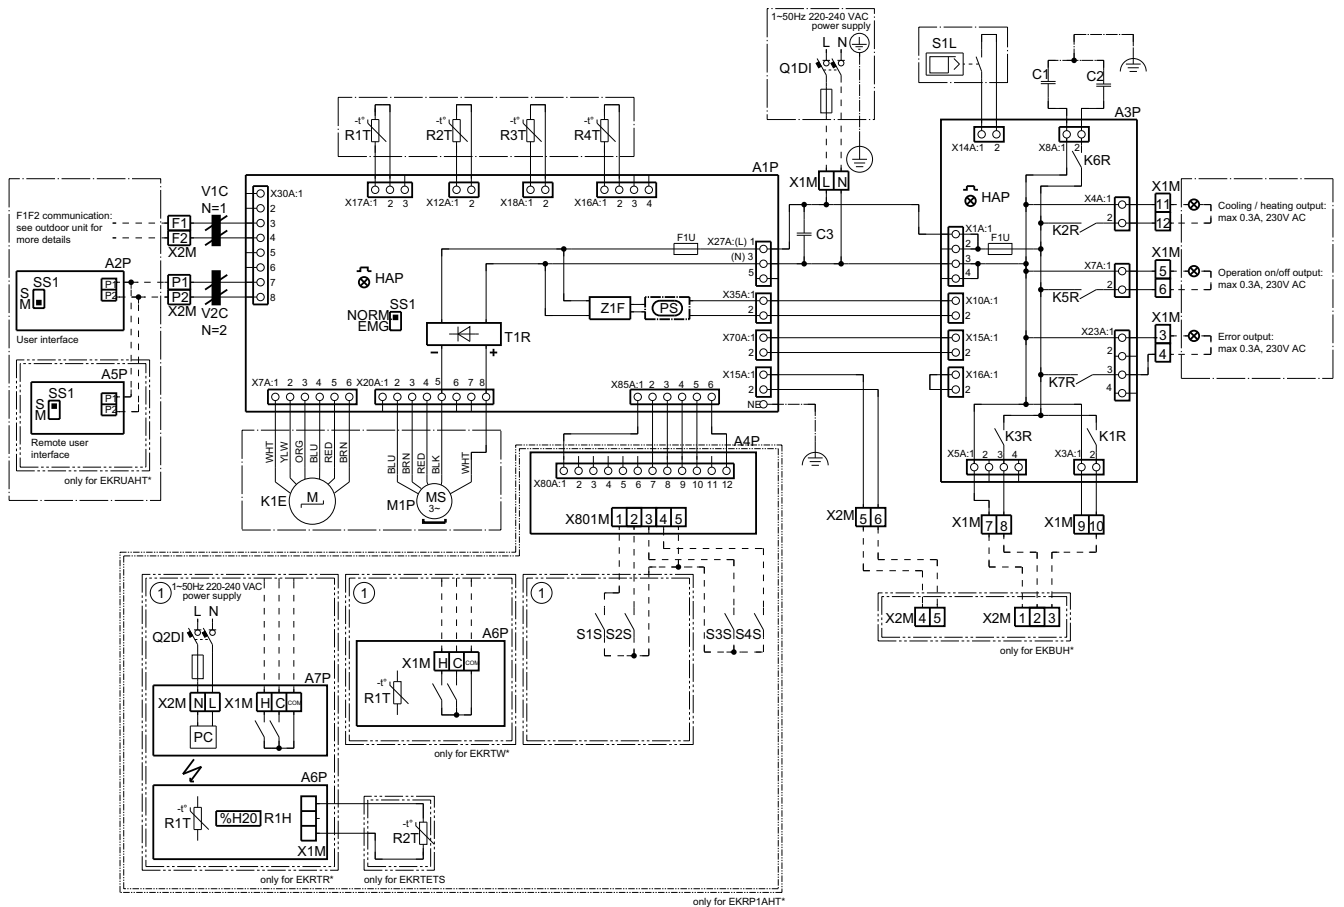 1~50Hz 220-240 VAC
power supply
L N
Q1DI
S1L
C1
C2
A3P
X14A:1 2
X8A:1 2
K6R
-t° -t° -t° -t°
R1T R2T R3T R4T
A1P
X17A:1 2 3
X12A:1 2
X18A:1 2
X16A:1 2 3 4
X1M L N
V1C
N=1
X30A:1
2
3
4
5
6
7
8
F1F2 communication:
see outdoor unit for
more details
F1
F2
X2M
A2P
SS1
S
M
P1
P2
User interface
P1
P2
X2M
V2C
N=2
A5P
SS1
S
M
P1
P2
Remote user
interface
only for EKRUAHT*
HAP
SS1
NORM
EMG
F1U
X27A:(L) 1
(N) 3
5
C3
Z1F
PS
X35A:1
2
T1R
− +
X70A:1
2
X15A:1
2
NE
HAP
X1A:1
2
3
4
F1U
X10A:1
2
X15A:1
2
X16A:1
2
X4A:1
2
K2R
X7A:1
2
K5R
X23A:1
2
3
4
K7R
X1M
11
12
Cooling / heating output:
max 0.3A, 230V AC
X1M
5
6
Operation on/off output:
max 0.3A, 230V AC
X1M
3
4
Error output:
max 0.3A, 230V AC
K3R
K1R
X5A:1 2 3 4
X3A:1 2
X7A:1 2 3 4 5 6
X20A:1 2 3 4 5 6 7 8
X85A:1 2 3 4 5 6
WHT YLW ORG BLU RED BRN
BLU BRN RED BLK WHT
K1E
M
M1P
MS
3~
A4P
X80A:1 2 3 4 5 6 7 8 9 10 11 12
X801M 1 2 3 4 5
X2M 5 6
X1M 7 8
X1M 9 10
X2M 4 5
X2M 1 2 3
only for EKBUH*
1
1~50Hz 220-240 VAC
power supply
L N
Q2DI
A7P
X2M N L
X1M H C COM
PC
A6P
-t°
R1T
%H20
R1H
X1M
only for EKRTR*
-t°
R2T
only for EKRTETS
1
A6P
X1M H C COM
-t°
R1T
only for EKRTW*
1
S1S S2S
S3S S4S
only for EKRP1AHT*